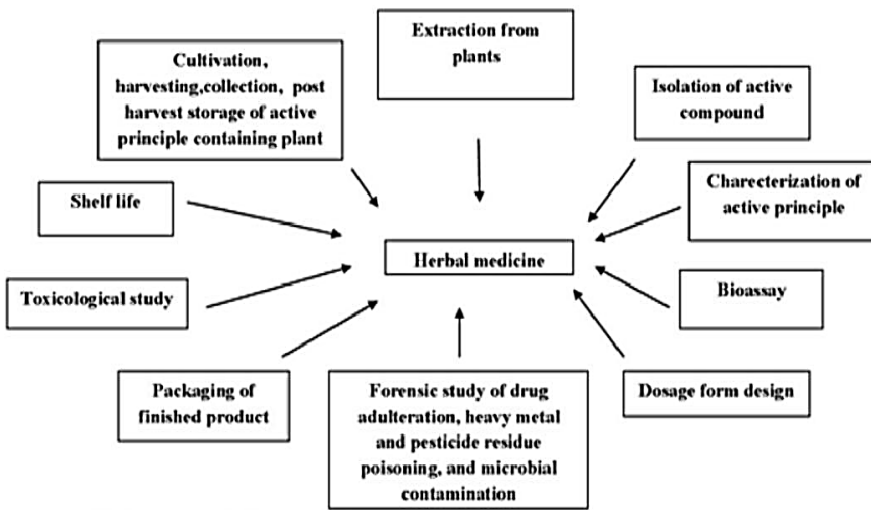 Extraction from
plants
Cultivation,
harvesting,collection, post
harvest storage of active
principle containing plant
Isolation of active
compound
Shelf life
Charecterization of
active principle
Herbal medicine
Toxicological study
Bioassay
Packaging of
finished product
Forensic study of drug
adulteration, heavy metal
and pesticide residue
poisoning, and microbial
contamination
Dosage form design